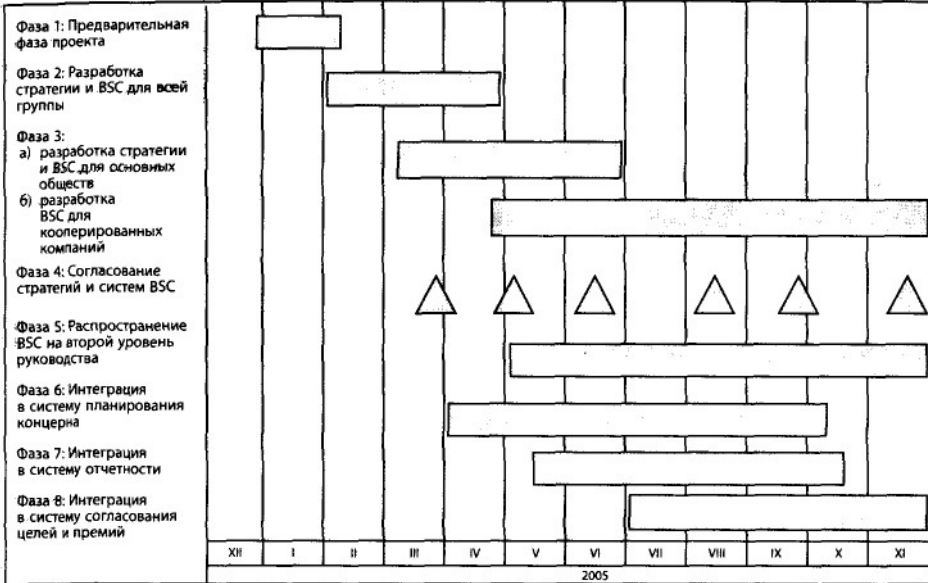 Фаза 1: Предварительная
фаза проекта
Фаза 2: Разработка
стратегии и BSC для всей
группы
Фаза 3:
а) разработка стратегии
и BSC для основных
обществ
б) разработка
BSC для
кооперированных
компаний
Фаза 4: Согласование
стратегий и систем BSC
Фаза 5: Распространение
BSC на второй уровень
руководства
Фаза 6: Интеграция
в систему планирования
концерна
Фаза 7: Интеграция
в систему отчетности
Фаза 8: Интеграция
в систему согласования
целей и премий
XII I II III IV V VI VII VIII IX X XI
2005